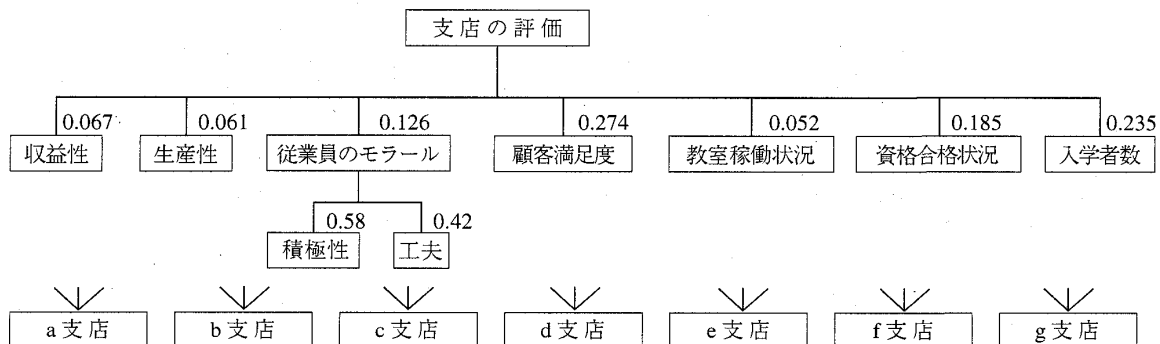 支店の評価
0.067 0.061 0.126 0.274 0.052 0.185 0.235
収益性 生産性 従業員のモラール 顧客満足度 教室稼働状況 資格合格状況 入学者数
0.58 0.42
積極性 工夫
a支店 b支店 c支店 d支店 e支店 f支店 g支店